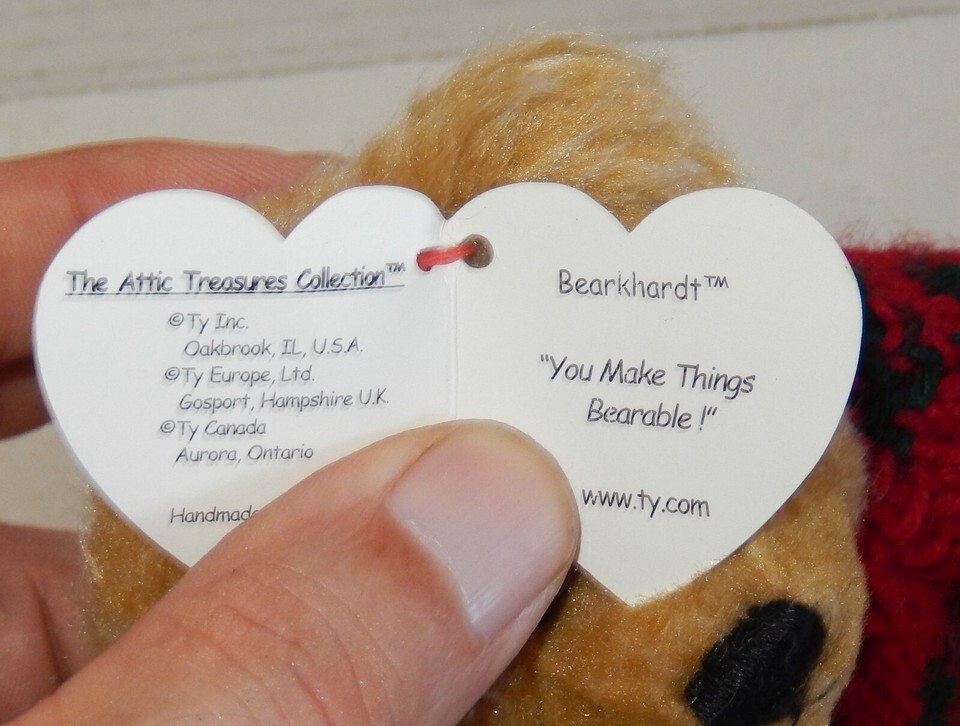 The Attic Treasures Collection™
©Ty Inc.
Oakbrook, IL, U.S.A.
©Ty Europe, Ltd.
Gosport, Hampshire U.K.
©Ty Canada
Aurora, Ontario
Handmade
Bearkhardt™
"You Make Things
Bearable !"
www.ty.com